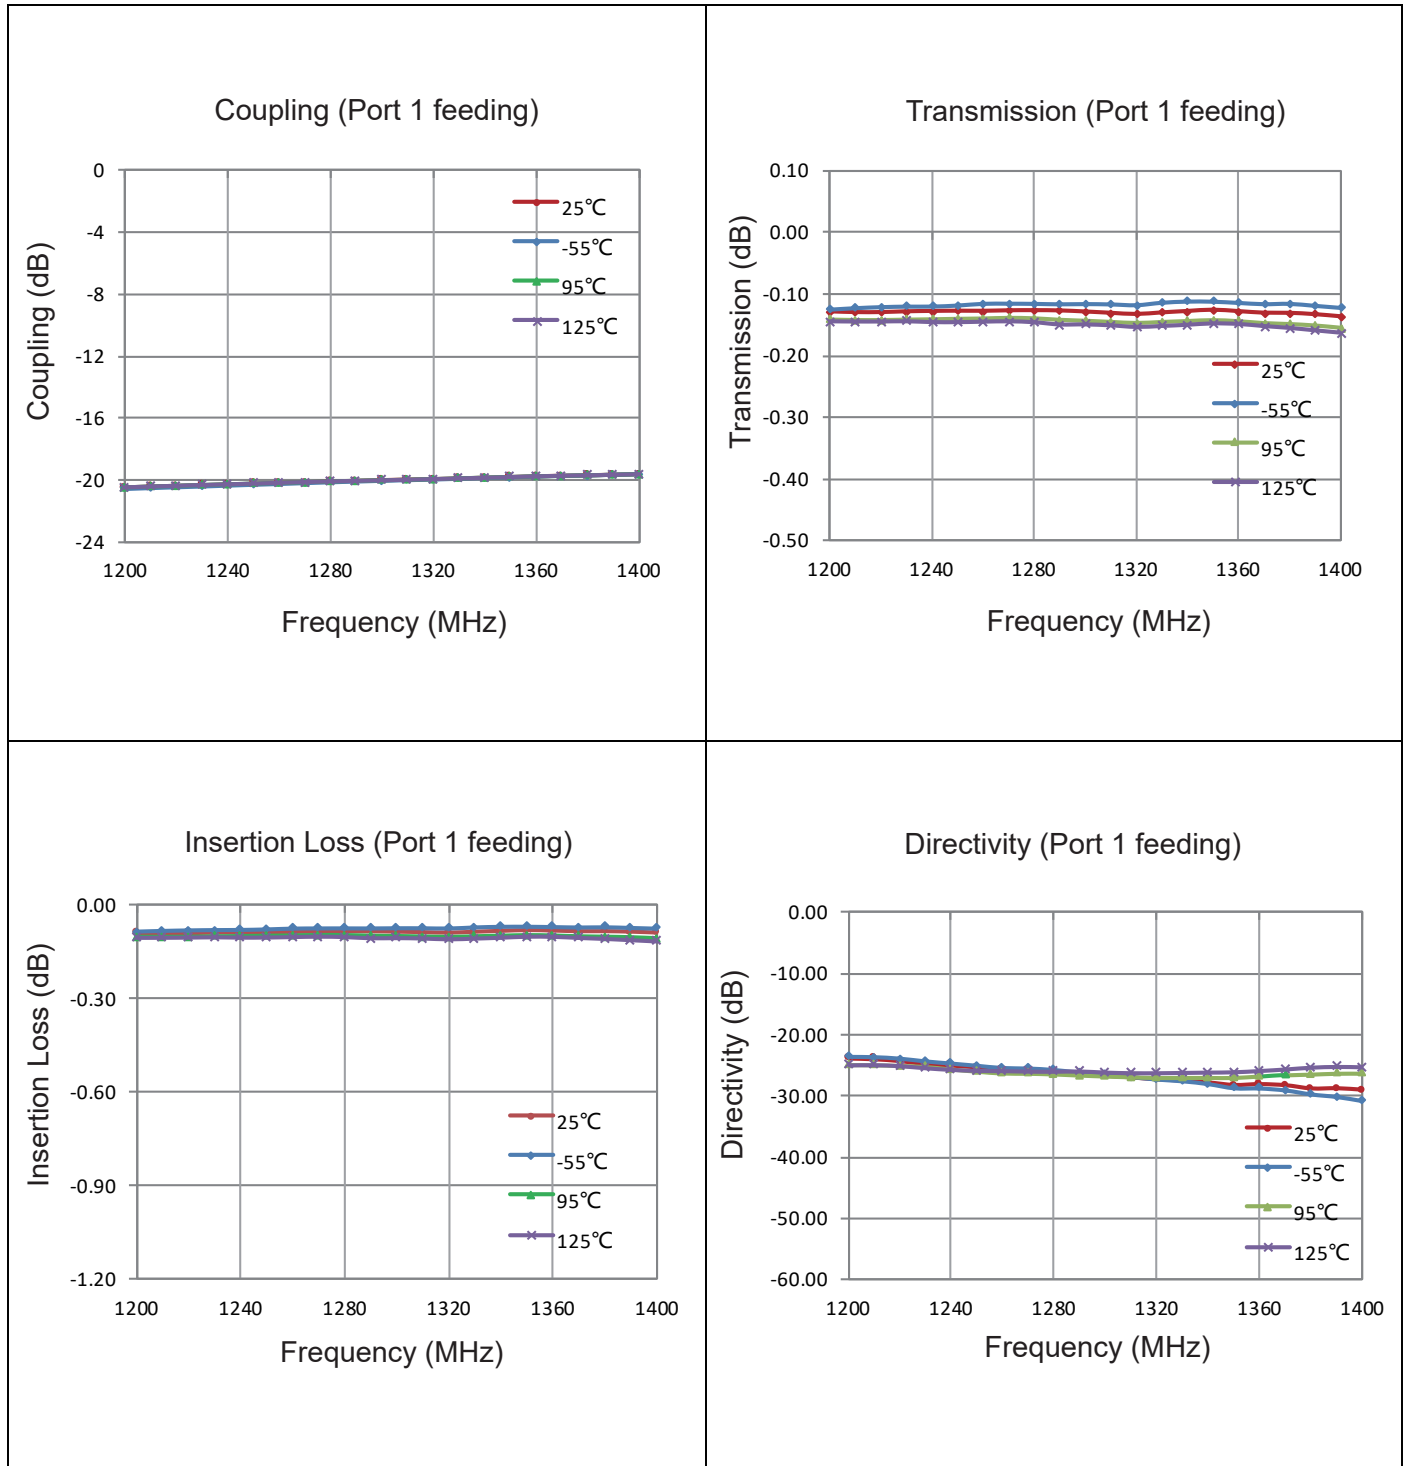 Coupling (Port 1 feeding)
Coupling (dB)
0
-4
-8
-12
-16
-20
-24
25℃
-55℃
95℃
125℃
1200 1240 1280 1320 1360 1400
Frequency (MHz)
Transmission (Port 1 feeding)
Transmission (dB)
0.10
0.00
-0.10
-0.20
-0.30
-0.40
-0.50
25℃
-55℃
95℃
125℃
1200 1240 1280 1320 1360 1400
Frequency (MHz)
Insertion Loss (Port 1 feeding)
Insertion Loss (dB)
0.00
-0.30
-0.60
-0.90
-1.20
25℃
-55℃
95℃
125℃
1200 1240 1280 1320 1360 1400
Frequency (MHz)
Directivity (Port 1 feeding)
Directivity (dB)
0.00
-10.00
-20.00
-30.00
-40.00
-50.00
-60.00
25℃
-55℃
95℃
125℃
1200 1240 1280 1320 1360 1400
Frequency (MHz)